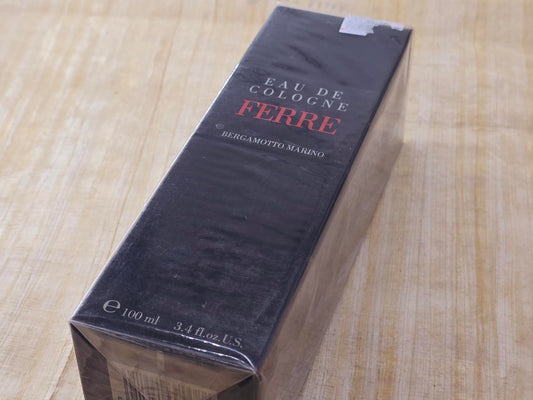 EAU DE
COLOGNE
FERRE
BERGAMOTTO MARINO
℮ 100 ml 3.4 fl.oz.U.S.